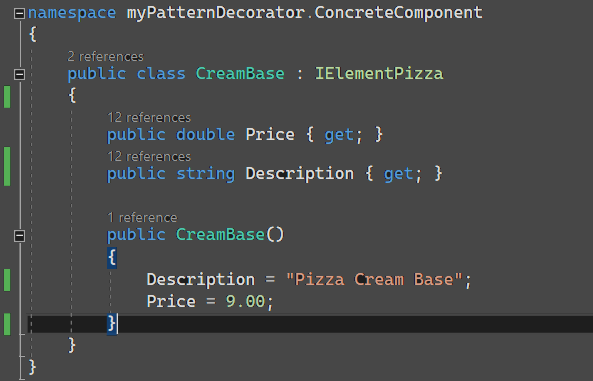 namespace myPatternDecorator.ConcreteComponent
{
2 references
public class CreamBase : IElementPizza
{
12 references
public double Price { get; }
12 references
public string Description { get; }
1 reference
public CreamBase()
{
Description = "Pizza Cream Base";
Price = 9.00;
}
}
}